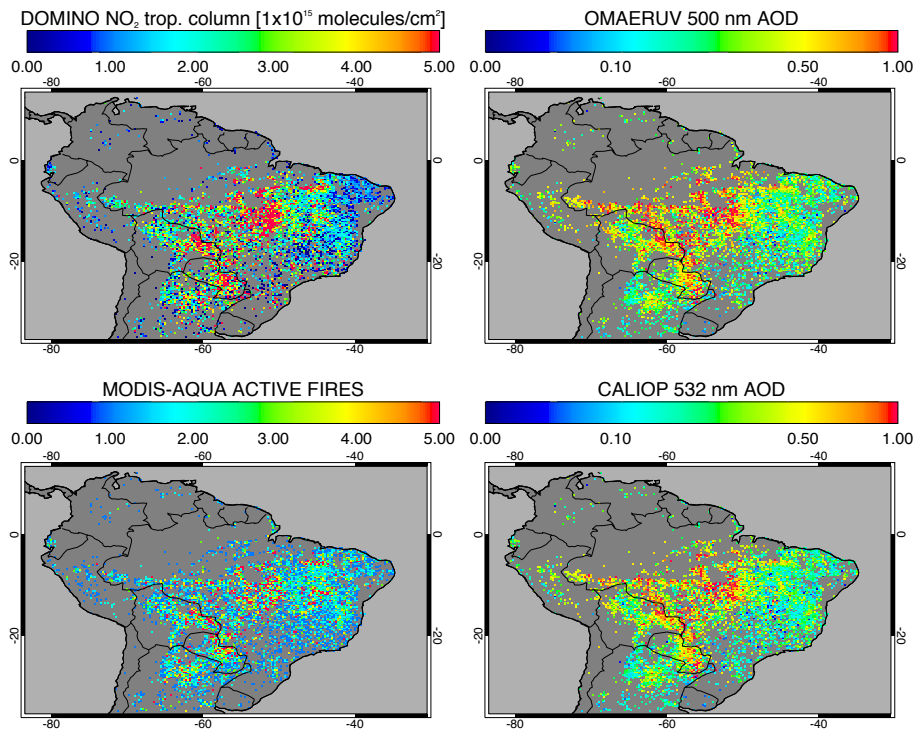 DOMINO NO₂ trop. column [1x10¹⁵ molecules/cm²]
0.00 1.00 2.00 3.00 4.00 5.00
-80 -60 -40
0 0
-20 -20
-80 -60 -40
OMAERUV 500 nm AOD
0.00 0.10 0.50 1.00
-80 -60 -40
0 0
-20 -20
-80 -60 -40
MODIS-AQUA ACTIVE FIRES
0.00 1.00 2.00 3.00 4.00 5.00
-80 -60 -40
0 0
-20 -20
-80 -60 -40
CALIOP 532 nm AOD
0.00 0.10 0.50 1.00
-80 -60 -40
0 0
-20 -20
-80 -60 -40